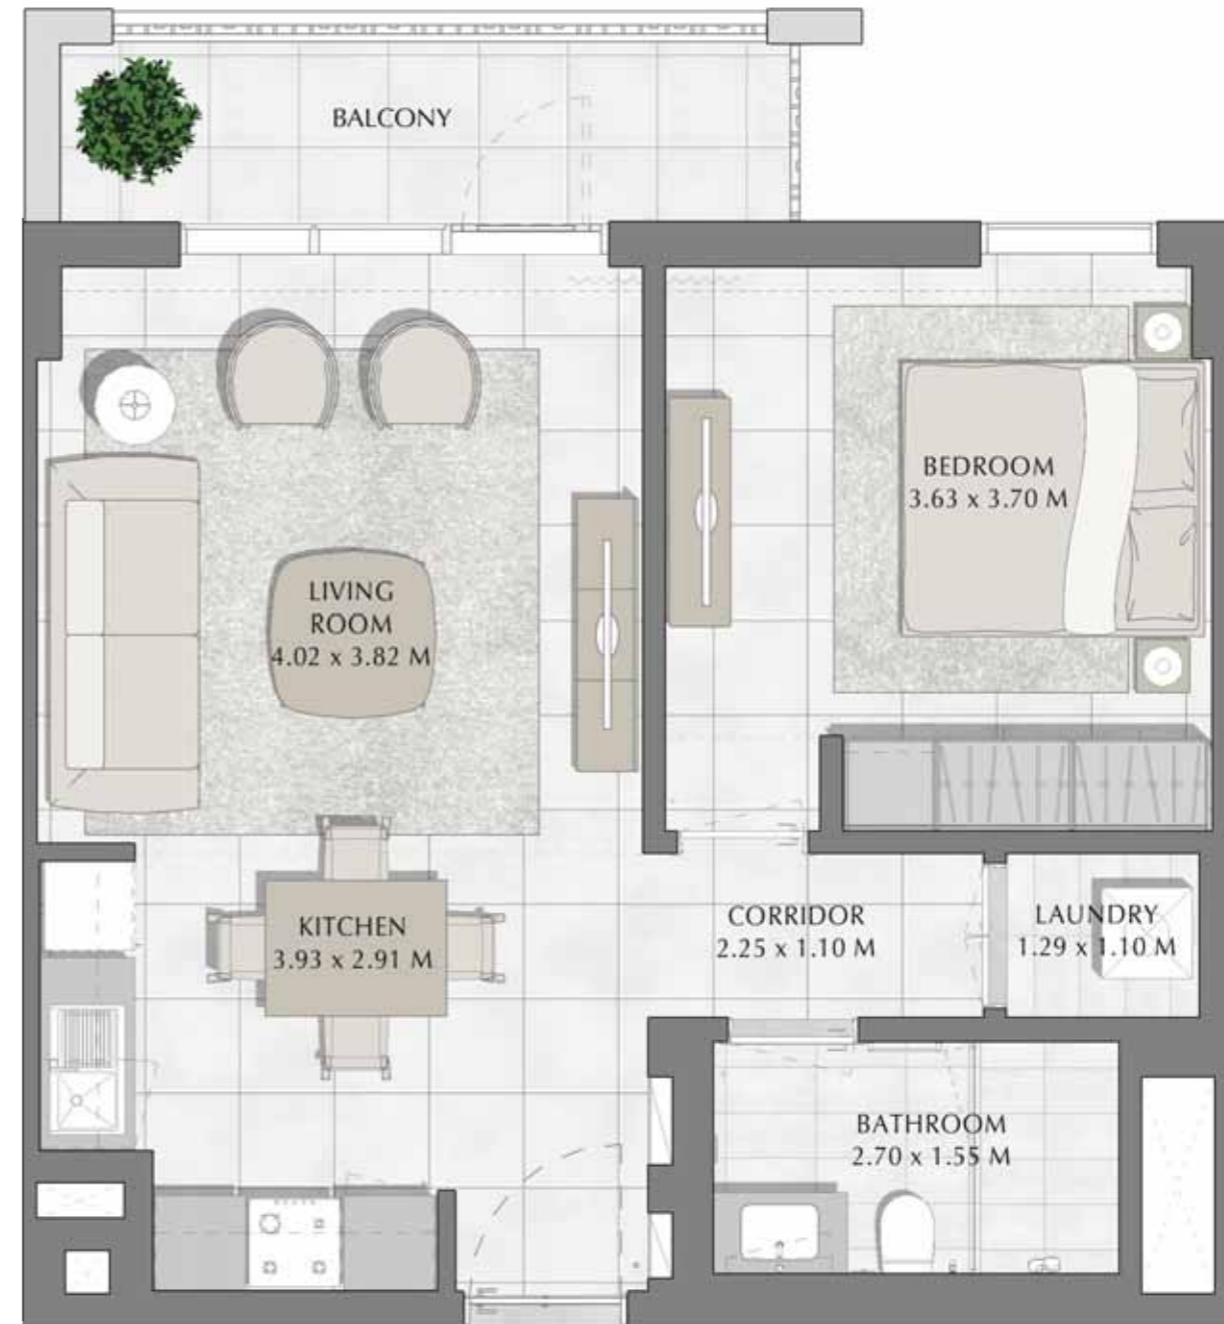 BALCONY
BEDROOM
3.63 x 3.70 M
LIVING
ROOM
4.02 x 3.82 M
KITCHEN
3.93 x 2.91 M
CORRIDOR
2.25 x 1.10 M
LAUNDRY
1.29 x 1.10 M
BATHROOM
2.70 x 1.55 M